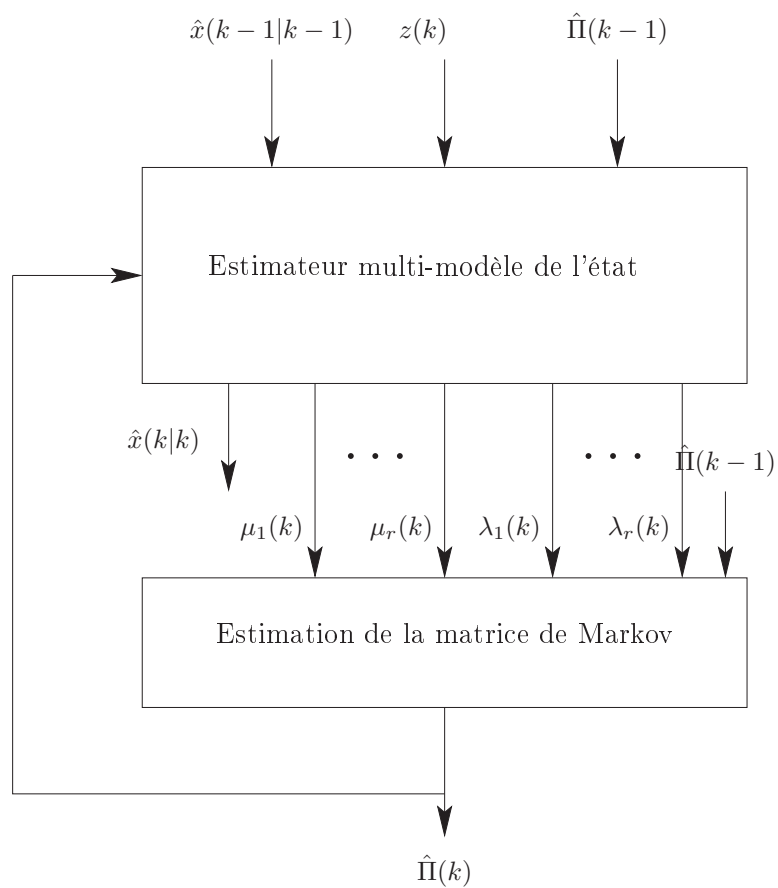 x̂(k − 1|k − 1) z(k) Π̂(k − 1)
Estimateur multi-modèle de l'état
x̂(k|k) · · · · · · Π̂(k − 1)
μ₁(k) μᵣ(k) λ₁(k) λᵣ(k)
Estimation de la matrice de Markov
Π̂(k)